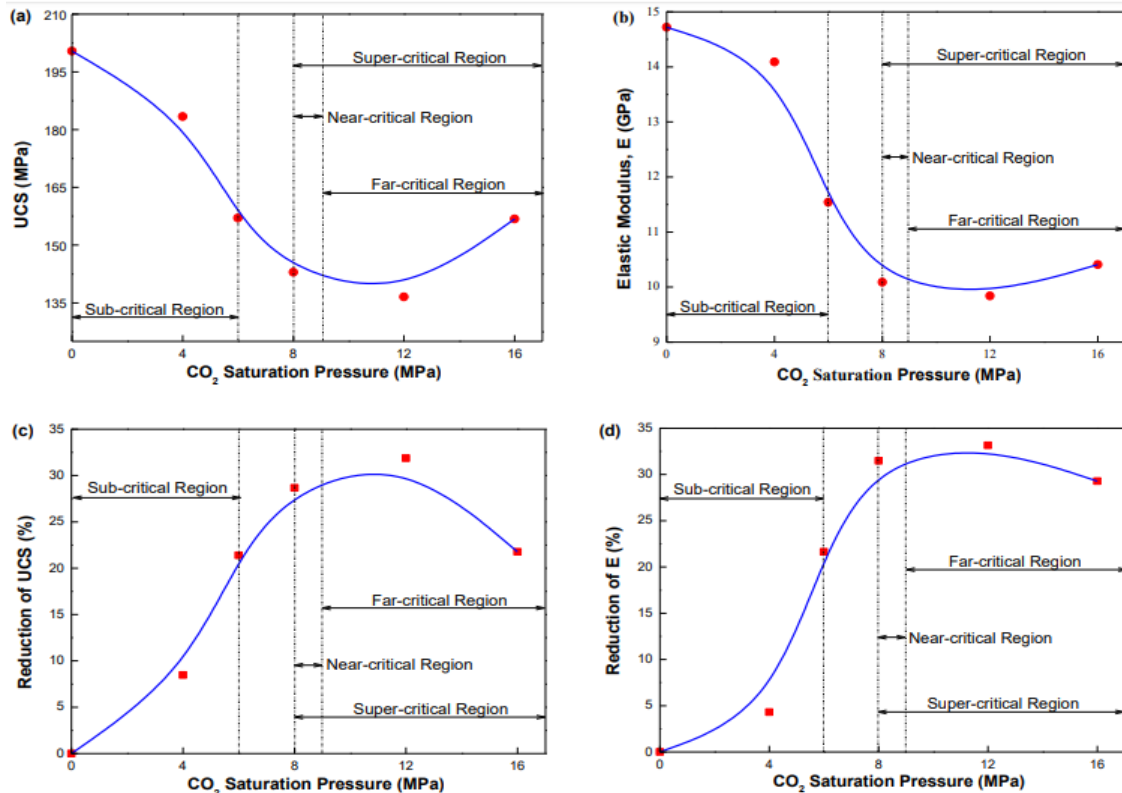 (a)
210
195
180
165
150
135
UCS (MPa)
Super-critical Region
Near-critical Region
Far-critical Region
Sub-critical Region
0 4 8 12 16
CO₂ Saturation Pressure (MPa)
(b)
15
14
13
12
11
10
9
Elastic Modulus, E (GPa)
Super-critical Region
Near-critical Region
Far-critical Region
Sub-critical Region
0 4 8 12 16
CO₂ Saturation Pressure (MPa)
(c)
35
30
25
20
15
10
5
0
Reduction of UCS (%)
Sub-critical Region
Far-critical Region
Near-critical Region
Super-critical Region
0 4 8 12 16
CO₂ Saturation Pressure (MPa)
(d)
35
30
25
20
15
10
5
0
Reduction of E (%)
Sub-critical Region
Far-critical Region
Near-critical Region
Super-critical Region
0 4 8 12 16
CO₂ Saturation Pressure (MPa)